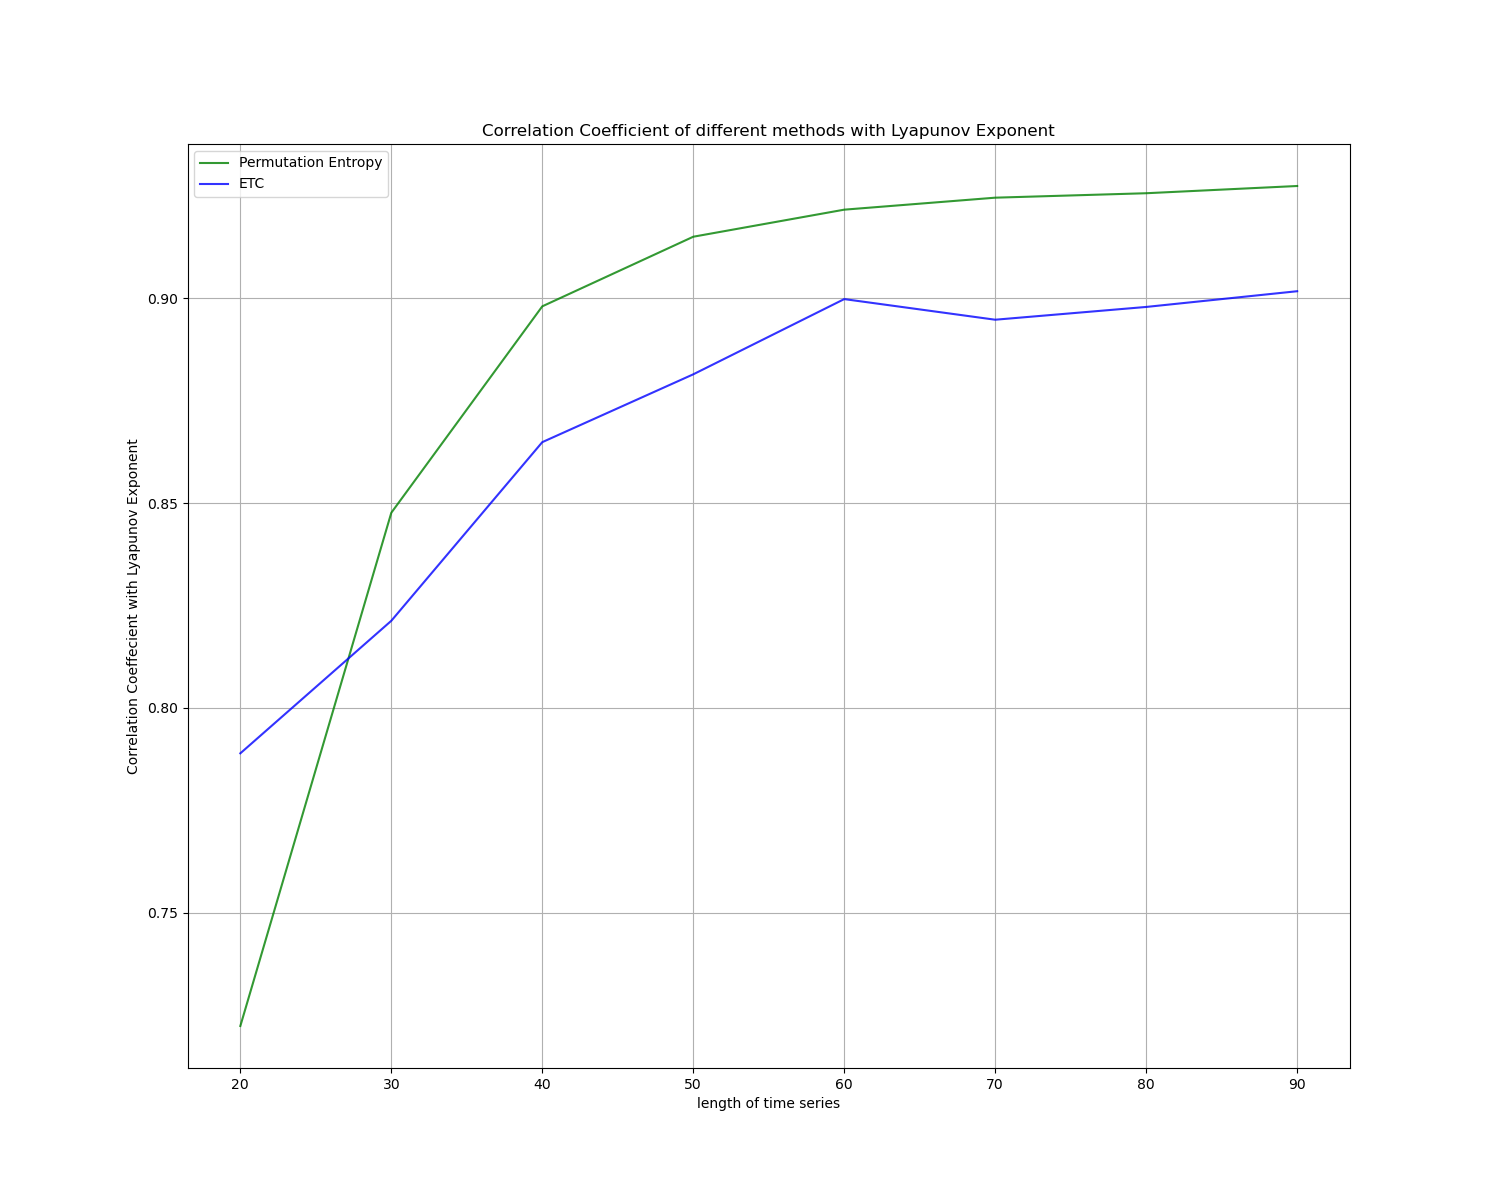 Correlation Coefficient of different methods with Lyapunov Exponent
Permutation Entropy
ETC
Correlation Coeffecient with Lyapunov Exponent
0.90
0.85
0.80
0.75
20 30 40 50 60 70 80 90
length of time series